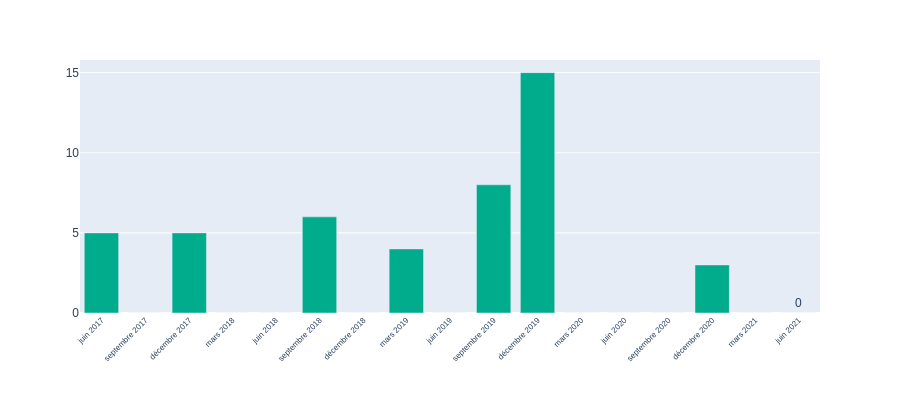 15
10
5
0
0
juin 2017
septembre 2017
décembre 2017
mars 2018
juin 2018
septembre 2018
décembre 2018
mars 2019
juin 2019
septembre 2019
décembre 2019
mars 2020
juin 2020
septembre 2020
décembre 2020
mars 2021
juin 2021